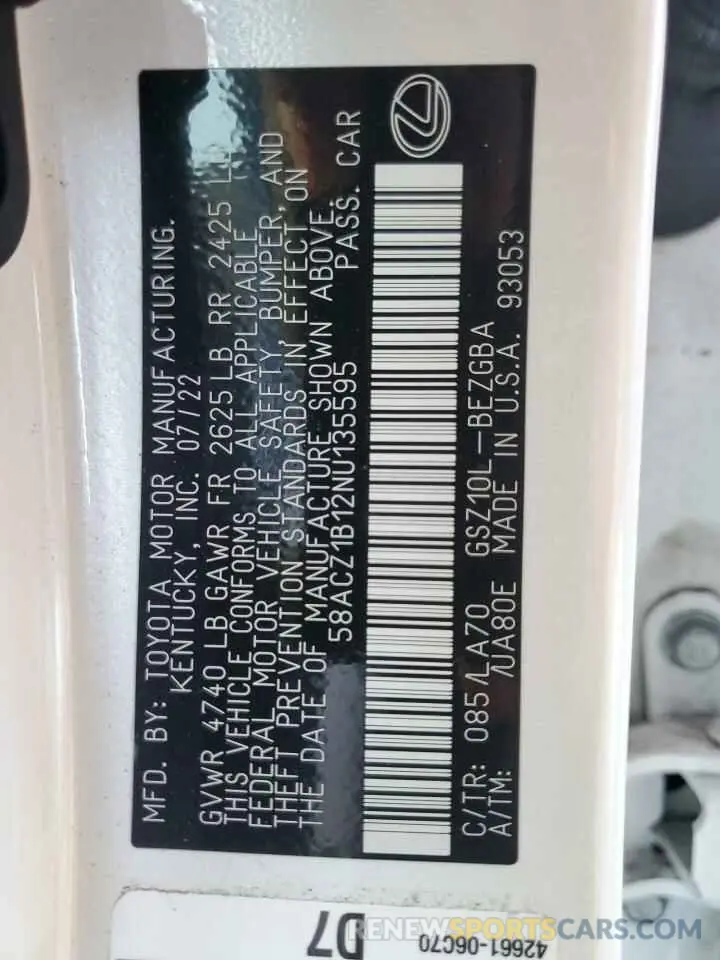 MFD. BY: TOYOTA MOTOR MANUFACTURING.
KENTUCKY, INC. 07/22
GVWR 4740 LB GAWR FR 2625 LB RR 2425 LB
THIS VEHICLE CONFORMS TO ALL APPLICABLE
FEDERAL MOTOR VEHICLE SAFETY BUMPER, AND
THEFT PREVENTION STANDARDS IN EFFECT ON
THE DATE OF MANUFACTURE SHOWN ABOVE.
58ACZ1B12NU135595 PASS. CAR
C/TR: 085/LA70 GSZ10L-BEZGBA
A/TM: /UA80E MADE IN U.S.A. 93053
D7
42661-06C70
RENEWSPORTSCARS.COM